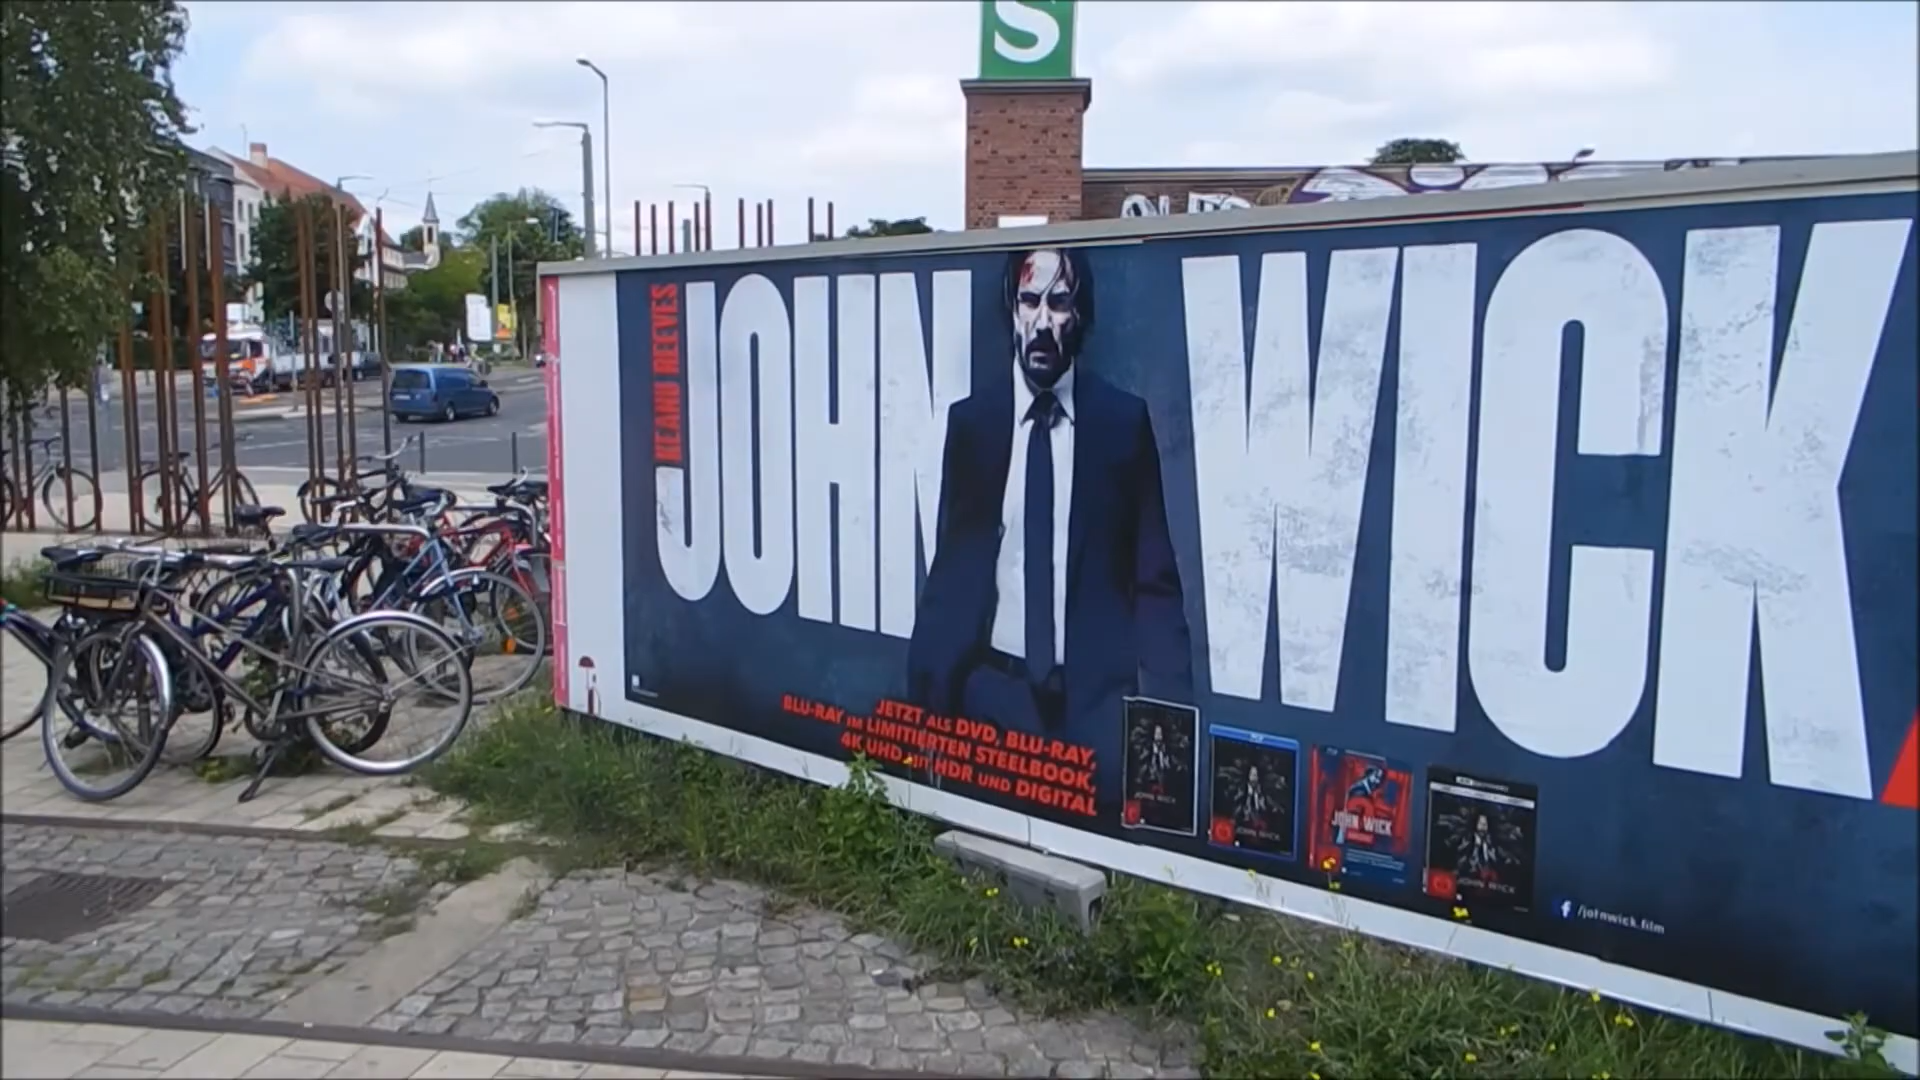 S
KEANU REEVES
JOHN WICK
JETZT ALS DVD, BLU-RAY,
BLU-RAY IM LIMITIERTEN STEELBOOK,
4K UHD MIT HDR UND DIGITAL
JOHN WICK
JOHN WICK
JOHN WICK
JOHN WICK
f /johnwick.film